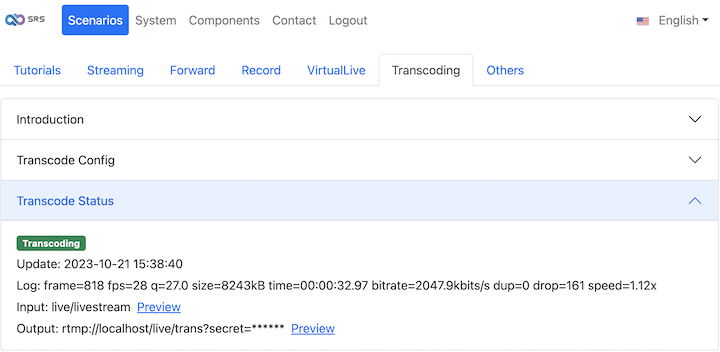 SRS Scenarios System Components Contact Logout English
Tutorials Streaming Forward Record VirtualLive Transcoding Others
Introduction
Transcode Config
Transcode Status
Transcoding
Update: 2023-10-21 15:38:40
Log: frame=818 fps=28 q=27.0 size=8243kB time=00:00:32.97 bitrate=2047.9kbits/s dup=0 drop=161 speed=1.12x
Input: live/livestream Preview
Output: rtmp://localhost/live/trans?secret=****** Preview